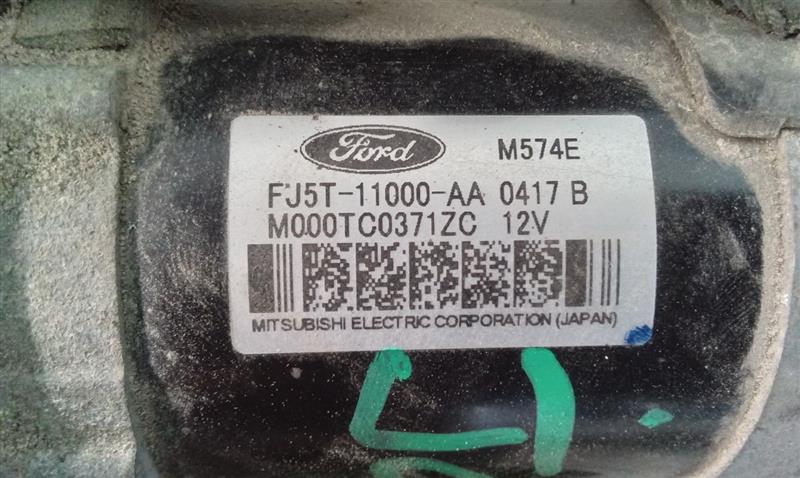 Ford M574E
FJ5T-11000-AA 0417 B
M000TC0371ZC 12V
MITSUBISHI ELECTRIC CORPORATION (JAPAN)